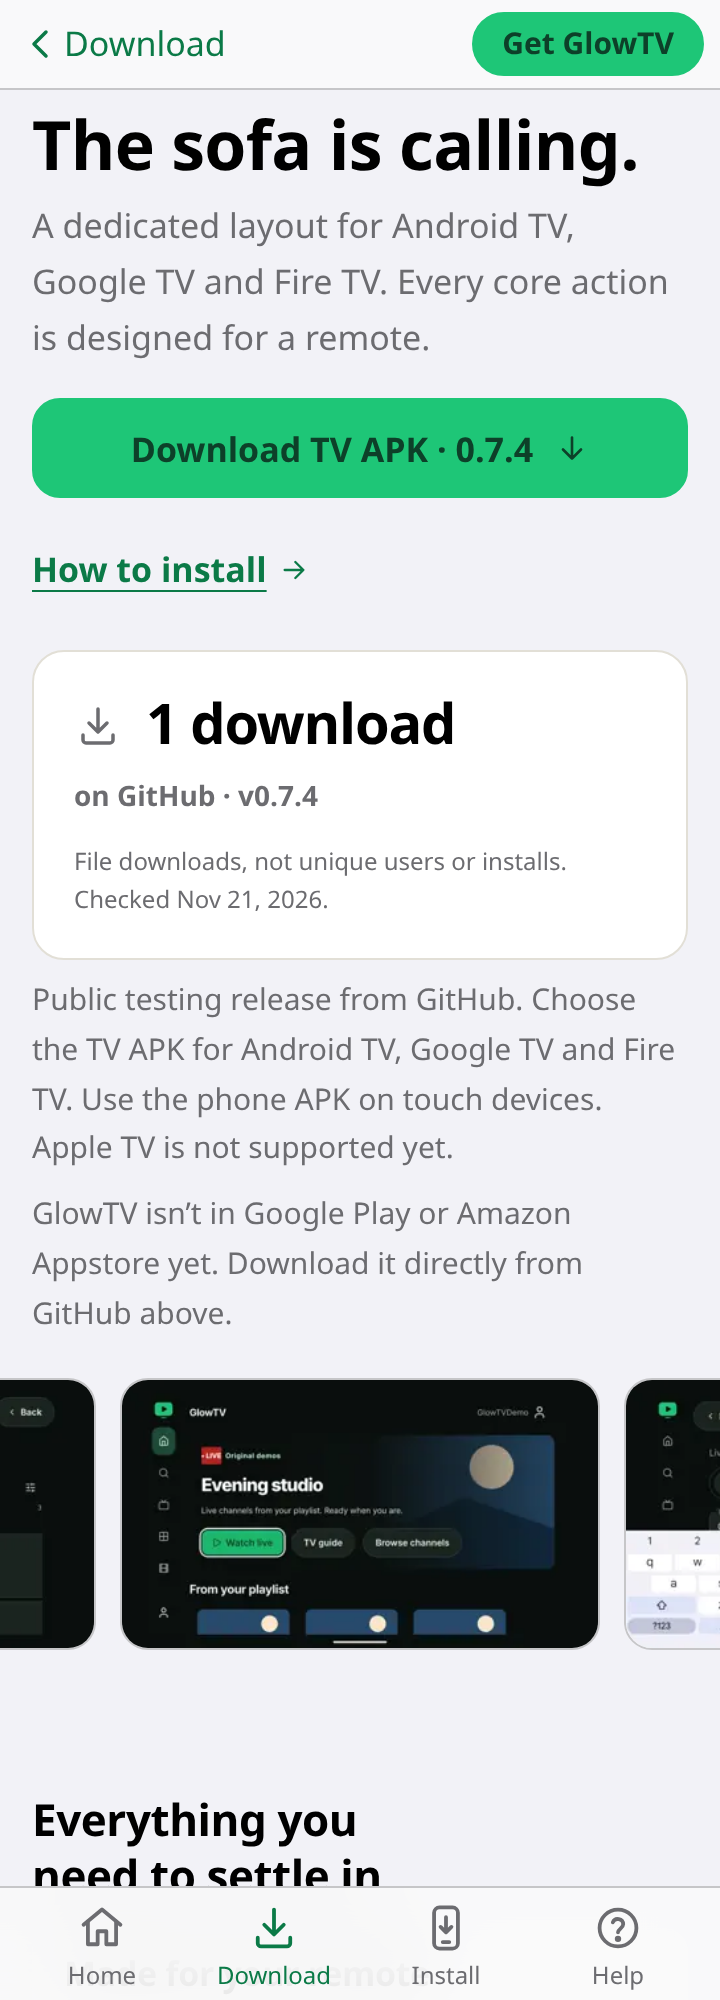 Download
Get GlowTV
The sofa is calling.
A dedicated layout for Android TV,
Google TV and Fire TV. Every core action
is designed for a remote.
Download TV APK · 0.7.4
How to install
1 download
on GitHub · v0.7.4
File downloads, not unique users or installs.
Checked Nov 21, 2026.
Public testing release from GitHub. Choose
the TV APK for Android TV, Google TV and Fire
TV. Use the phone APK on touch devices.
Apple TV is not supported yet.
GlowTV isn’t in Google Play or Amazon
Appstore yet. Download it directly from
GitHub above.
Back
3
GlowTV
GlowTVDemo
LIVE Original demos
Evening studio
Live channels from your playlist. Ready when you are.
Watch live
TV guide
Browse channels
From your playlist
1 2
q w
a
?123
Everything you
need to settle in
Made for your remote
Home
Download
Install
Help